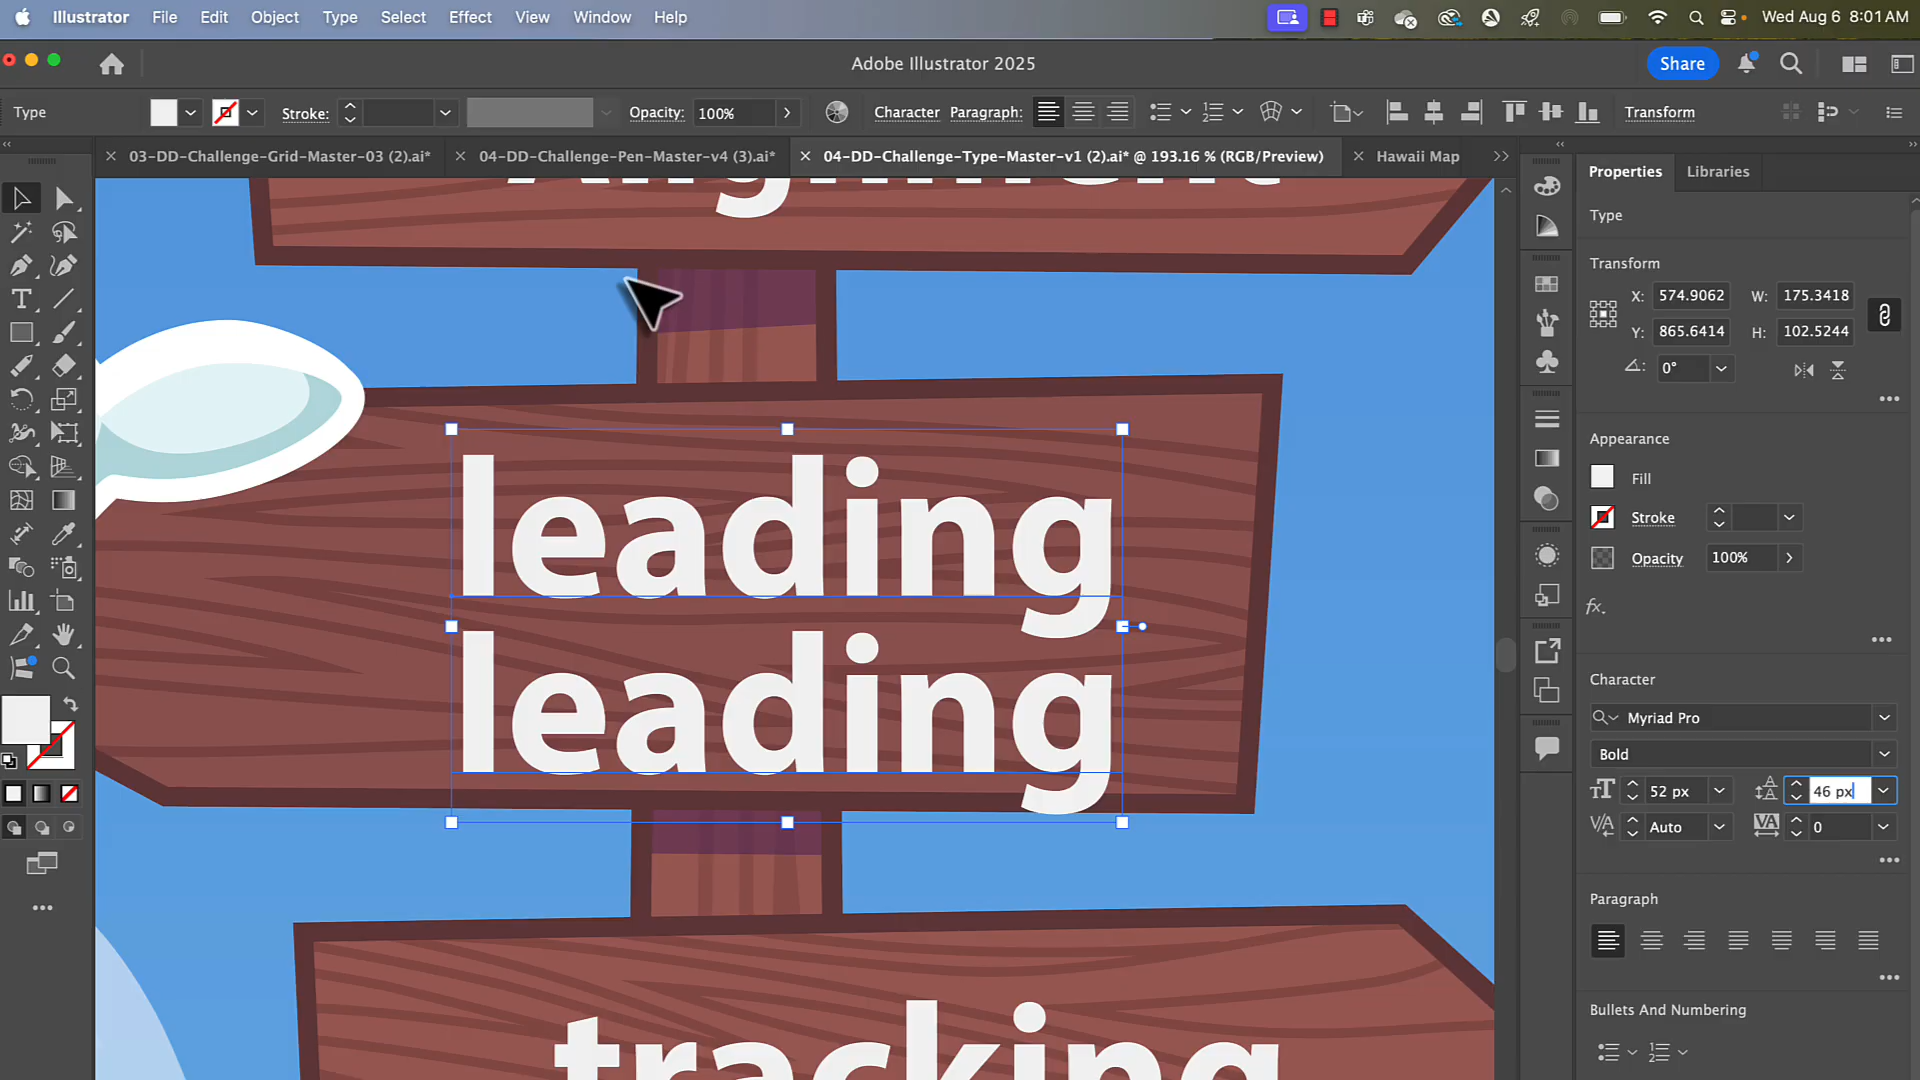 Illustrator File Edit Object Type Select Effect View Window Help Wed Aug 6 8:01 AM
Adobe Illustrator 2025 Share
Type Stroke: Opacity: 100% Character Paragraph: Transform
03-DD-Challenge-Grid-Master-03 (2).ai* 04-DD-Challenge-Pen-Master-v4 (3).ai* 04-DD-Challenge-Type-Master-v1 (2).ai* @ 193.16 % (RGB/Preview) Hawaii Map
Properties Libraries
Type
Transform
X: 574.9062 W: 175.3418
Y: 865.6414 H: 102.5244
0°
Appearance
Fill
Stroke
Opacity 100%
fx.
Character
Myriad Pro
Bold
52 px 46 px
Auto 0
Paragraph
Bullets And Numbering
Alignment
leading
leading
tracking